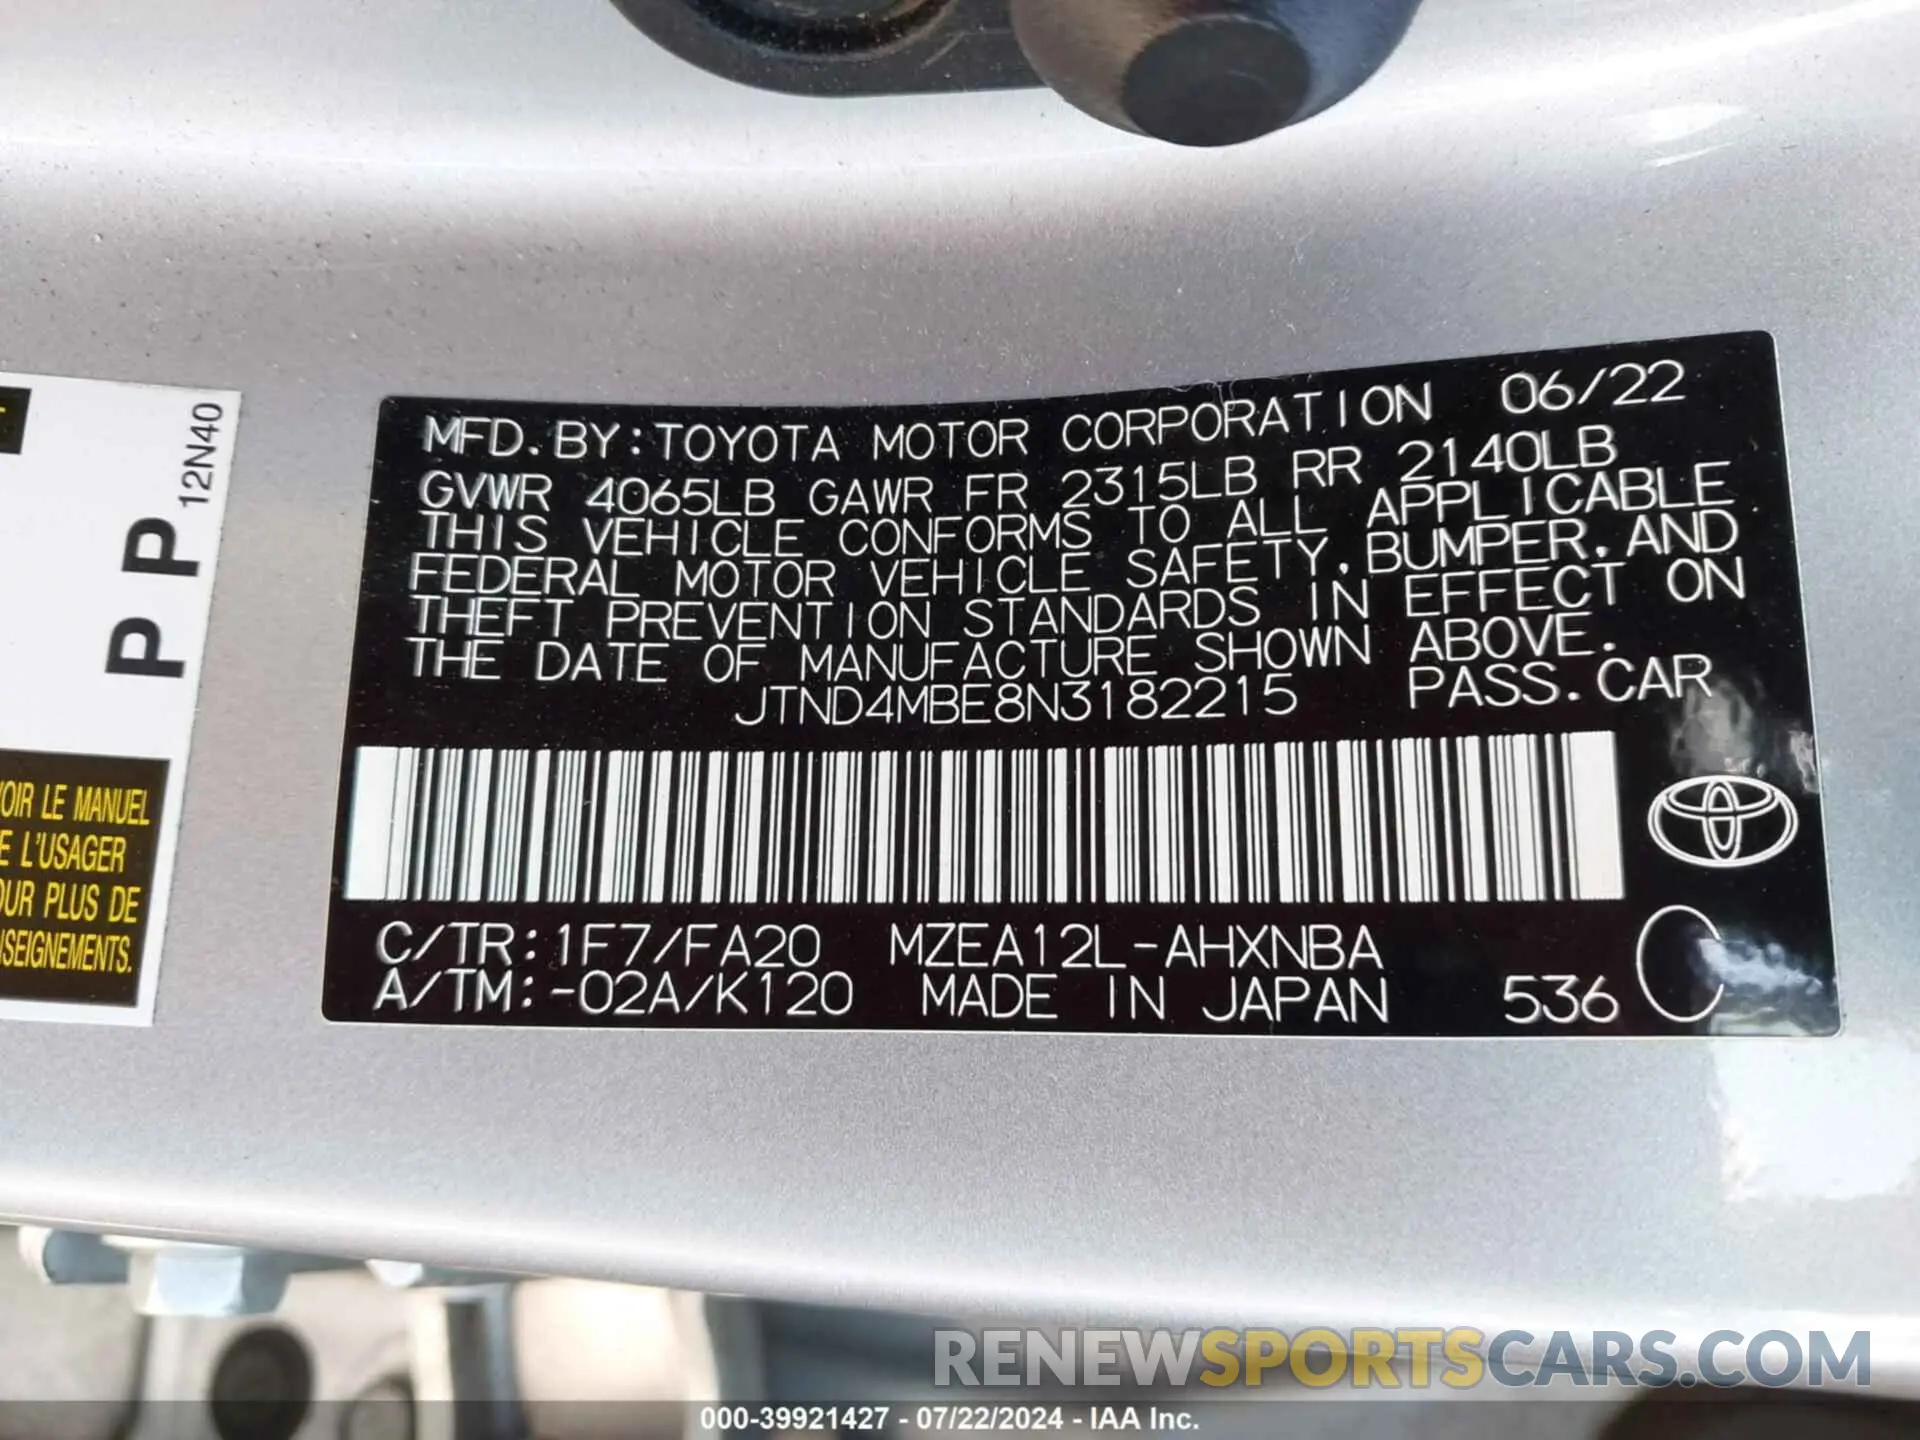 MFD. BY: TOYOTA MOTOR CORPORATION 06/22
GVWR 4065LB GAWR FR 2315LB RR 2140LB
THIS VEHICLE CONFORMS TO ALL APPLICABLE
FEDERAL MOTOR VEHICLE SAFETY, BUMPER, AND
THEFT PREVENTION STANDARDS IN EFFECT ON
THE DATE OF MANUFACTURE SHOWN ABOVE.
JTND4MBE8N3182215 PASS. CAR
C/TR: 1F7/FA20 MZEA12L-AHXNBA
A/TM: -02A/K120 MADE IN JAPAN 536
P P 12N40
LE MANUEL
L'USAGER
PLUS DE
RENEWSPORTSCARS.COM
000-39921427 - 07/22/2024 - IAA Inc.